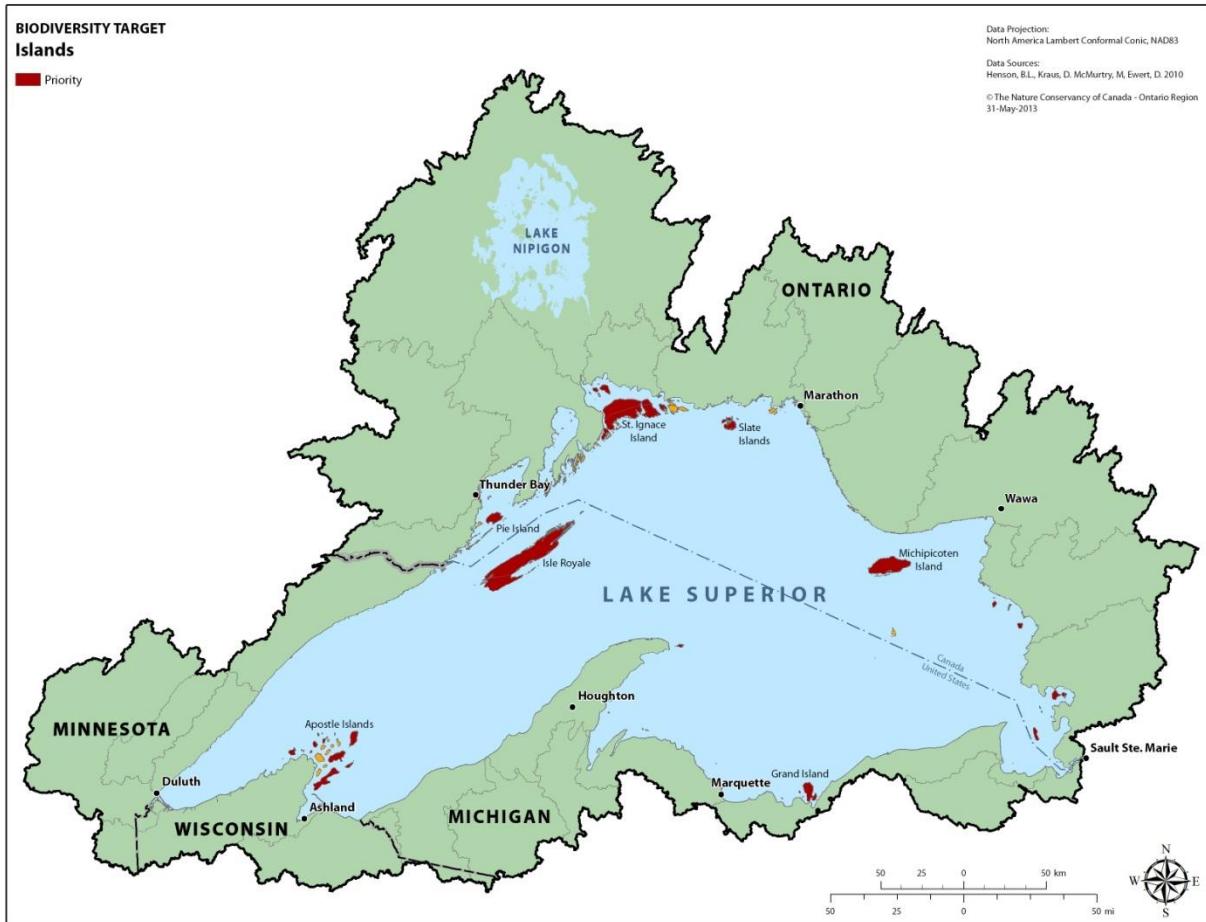 BIODIVERSITY TARGET
Islands
Priority
Data Projection:
North America Lambert Conformal Conic, NAD83
Data Sources:
Henson, B.L., Kraus, D. McMurtry, M, Ewert, D. 2010
© The Nature Conservancy of Canada - Ontario Region
31-May-2013
LAKE
NIPIGON
ONTARIO
Marathon
St. Ignace
Island
Slate
Islands
Thunder Bay
Wawa
Pie Island
Isle Royale
Michipicoten
Island
LAKE SUPERIOR
Canada
United States
Houghton
MINNESOTA
Apostle Islands
Sault Ste. Marie
Duluth
Marquette
Grand Island
Ashland
WISCONSIN
MICHIGAN
50 25 0 50 km
50 25 0 50 mi
N
W E
S